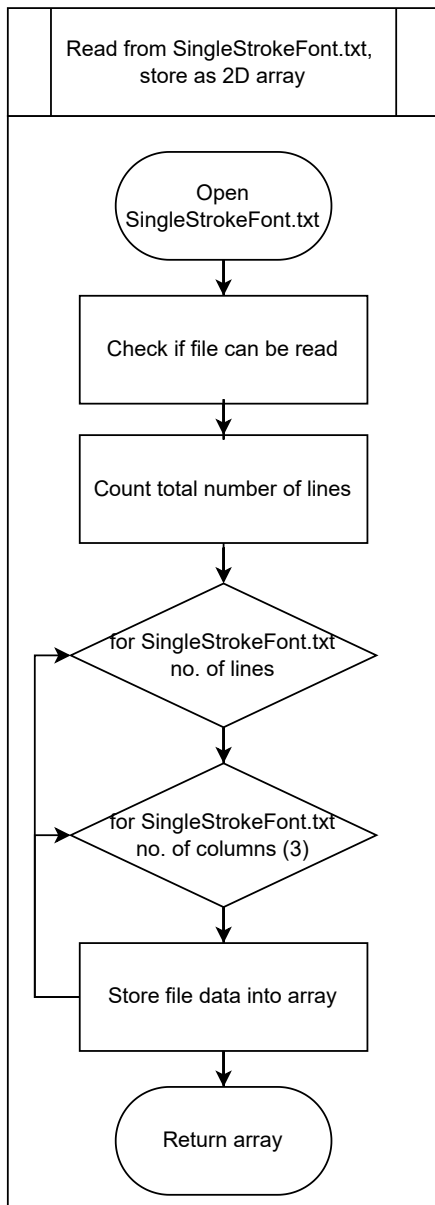 Read from SingleStrokeFont.txt,
store as 2D array
Open
SingleStrokeFont.txt
Check if file can be read
Count total number of lines
for SingleStrokeFont.txt
no. of lines
for SingleStrokeFont.txt
no. of columns (3)
Store file data into array
Return array